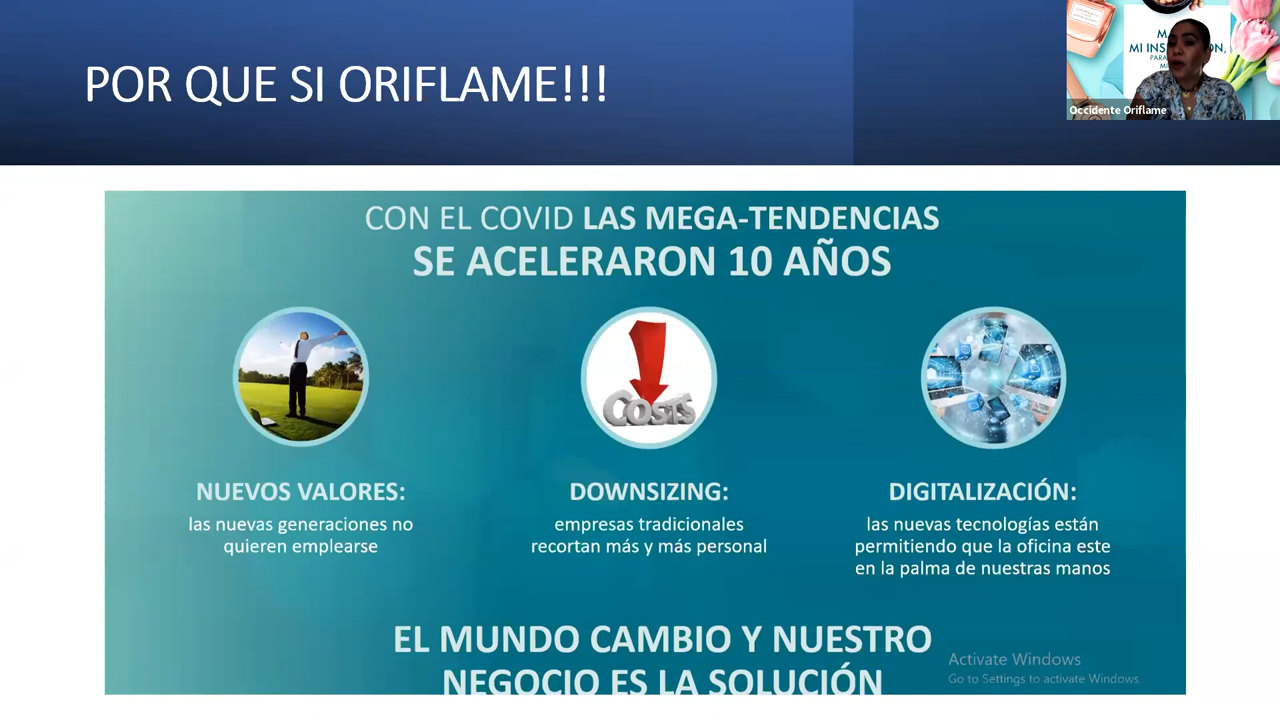 POR QUE SI ORIFLAME!!!
MI
PARA
Occidente Oriflame
CON EL COVID LAS MEGA-TENDENCIAS
SE ACELERARON 10 AÑOS
COSTS
NUEVOS VALORES:
las nuevas generaciones no
quieren emplearse
DOWNSIZING:
empresas tradicionales
recortan más y más personal
DIGITALIZACIÓN:
las nuevas tecnologías están
permitiendo que la oficina este
en la palma de nuestras manos
EL MUNDO CAMBIO Y NUESTRO
NEGOCIO ES LA SOLUCIÓN
Activate Windows
Go to Settings to activate Windows.